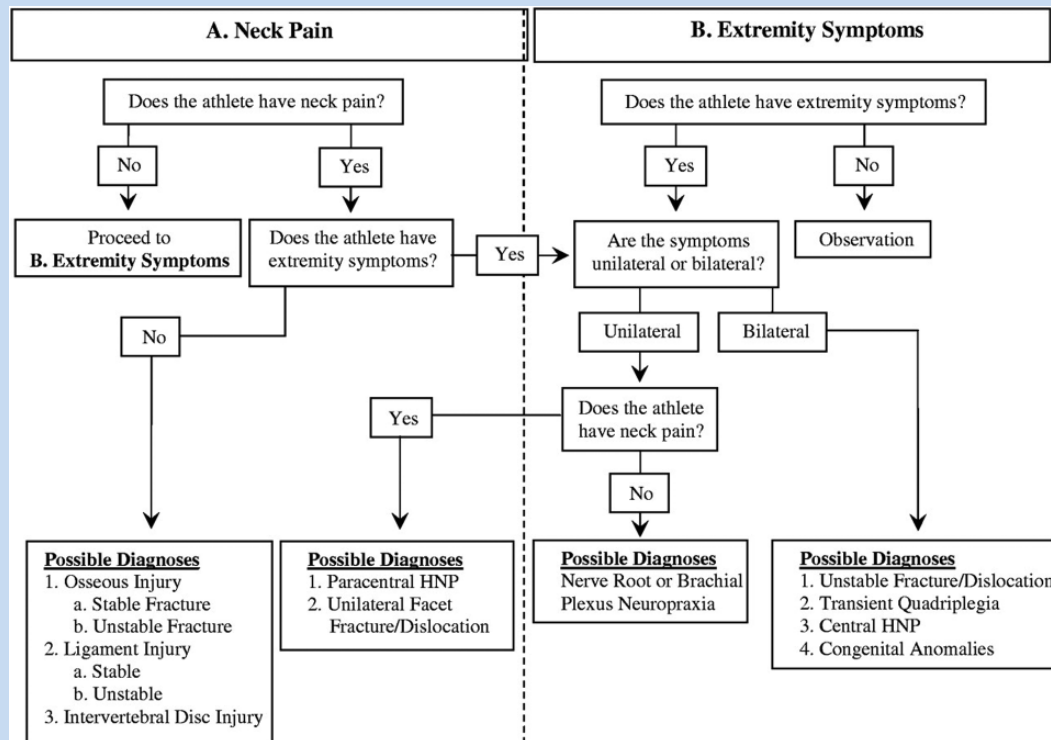 A. Neck Pain
Does the athlete have neck pain?
No
Yes
Proceed to
B. Extremity Symptoms
Does the athlete have
extremity symptoms?
Yes
No
Yes
Possible Diagnoses
1. Osseous Injury
a. Stable Fracture
b. Unstable Fracture
2. Ligament Injury
a. Stable
b. Unstable
3. Intervertebral Disc Injury
Possible Diagnoses
1. Paracentral HNP
2. Unilateral Facet
Fracture/Dislocation
B. Extremity Symptoms
Does the athlete have extremity symptoms?
Yes
No
Are the symptoms
unilateral or bilateral?
Observation
Unilateral
Bilateral
Does the athlete
have neck pain?
No
Possible Diagnoses
Nerve Root or Brachial
Plexus Neuropraxia
Possible Diagnoses
1. Unstable Fracture/Dislocation
2. Transient Quadriplegia
3. Central HNP
4. Congenital Anomalies